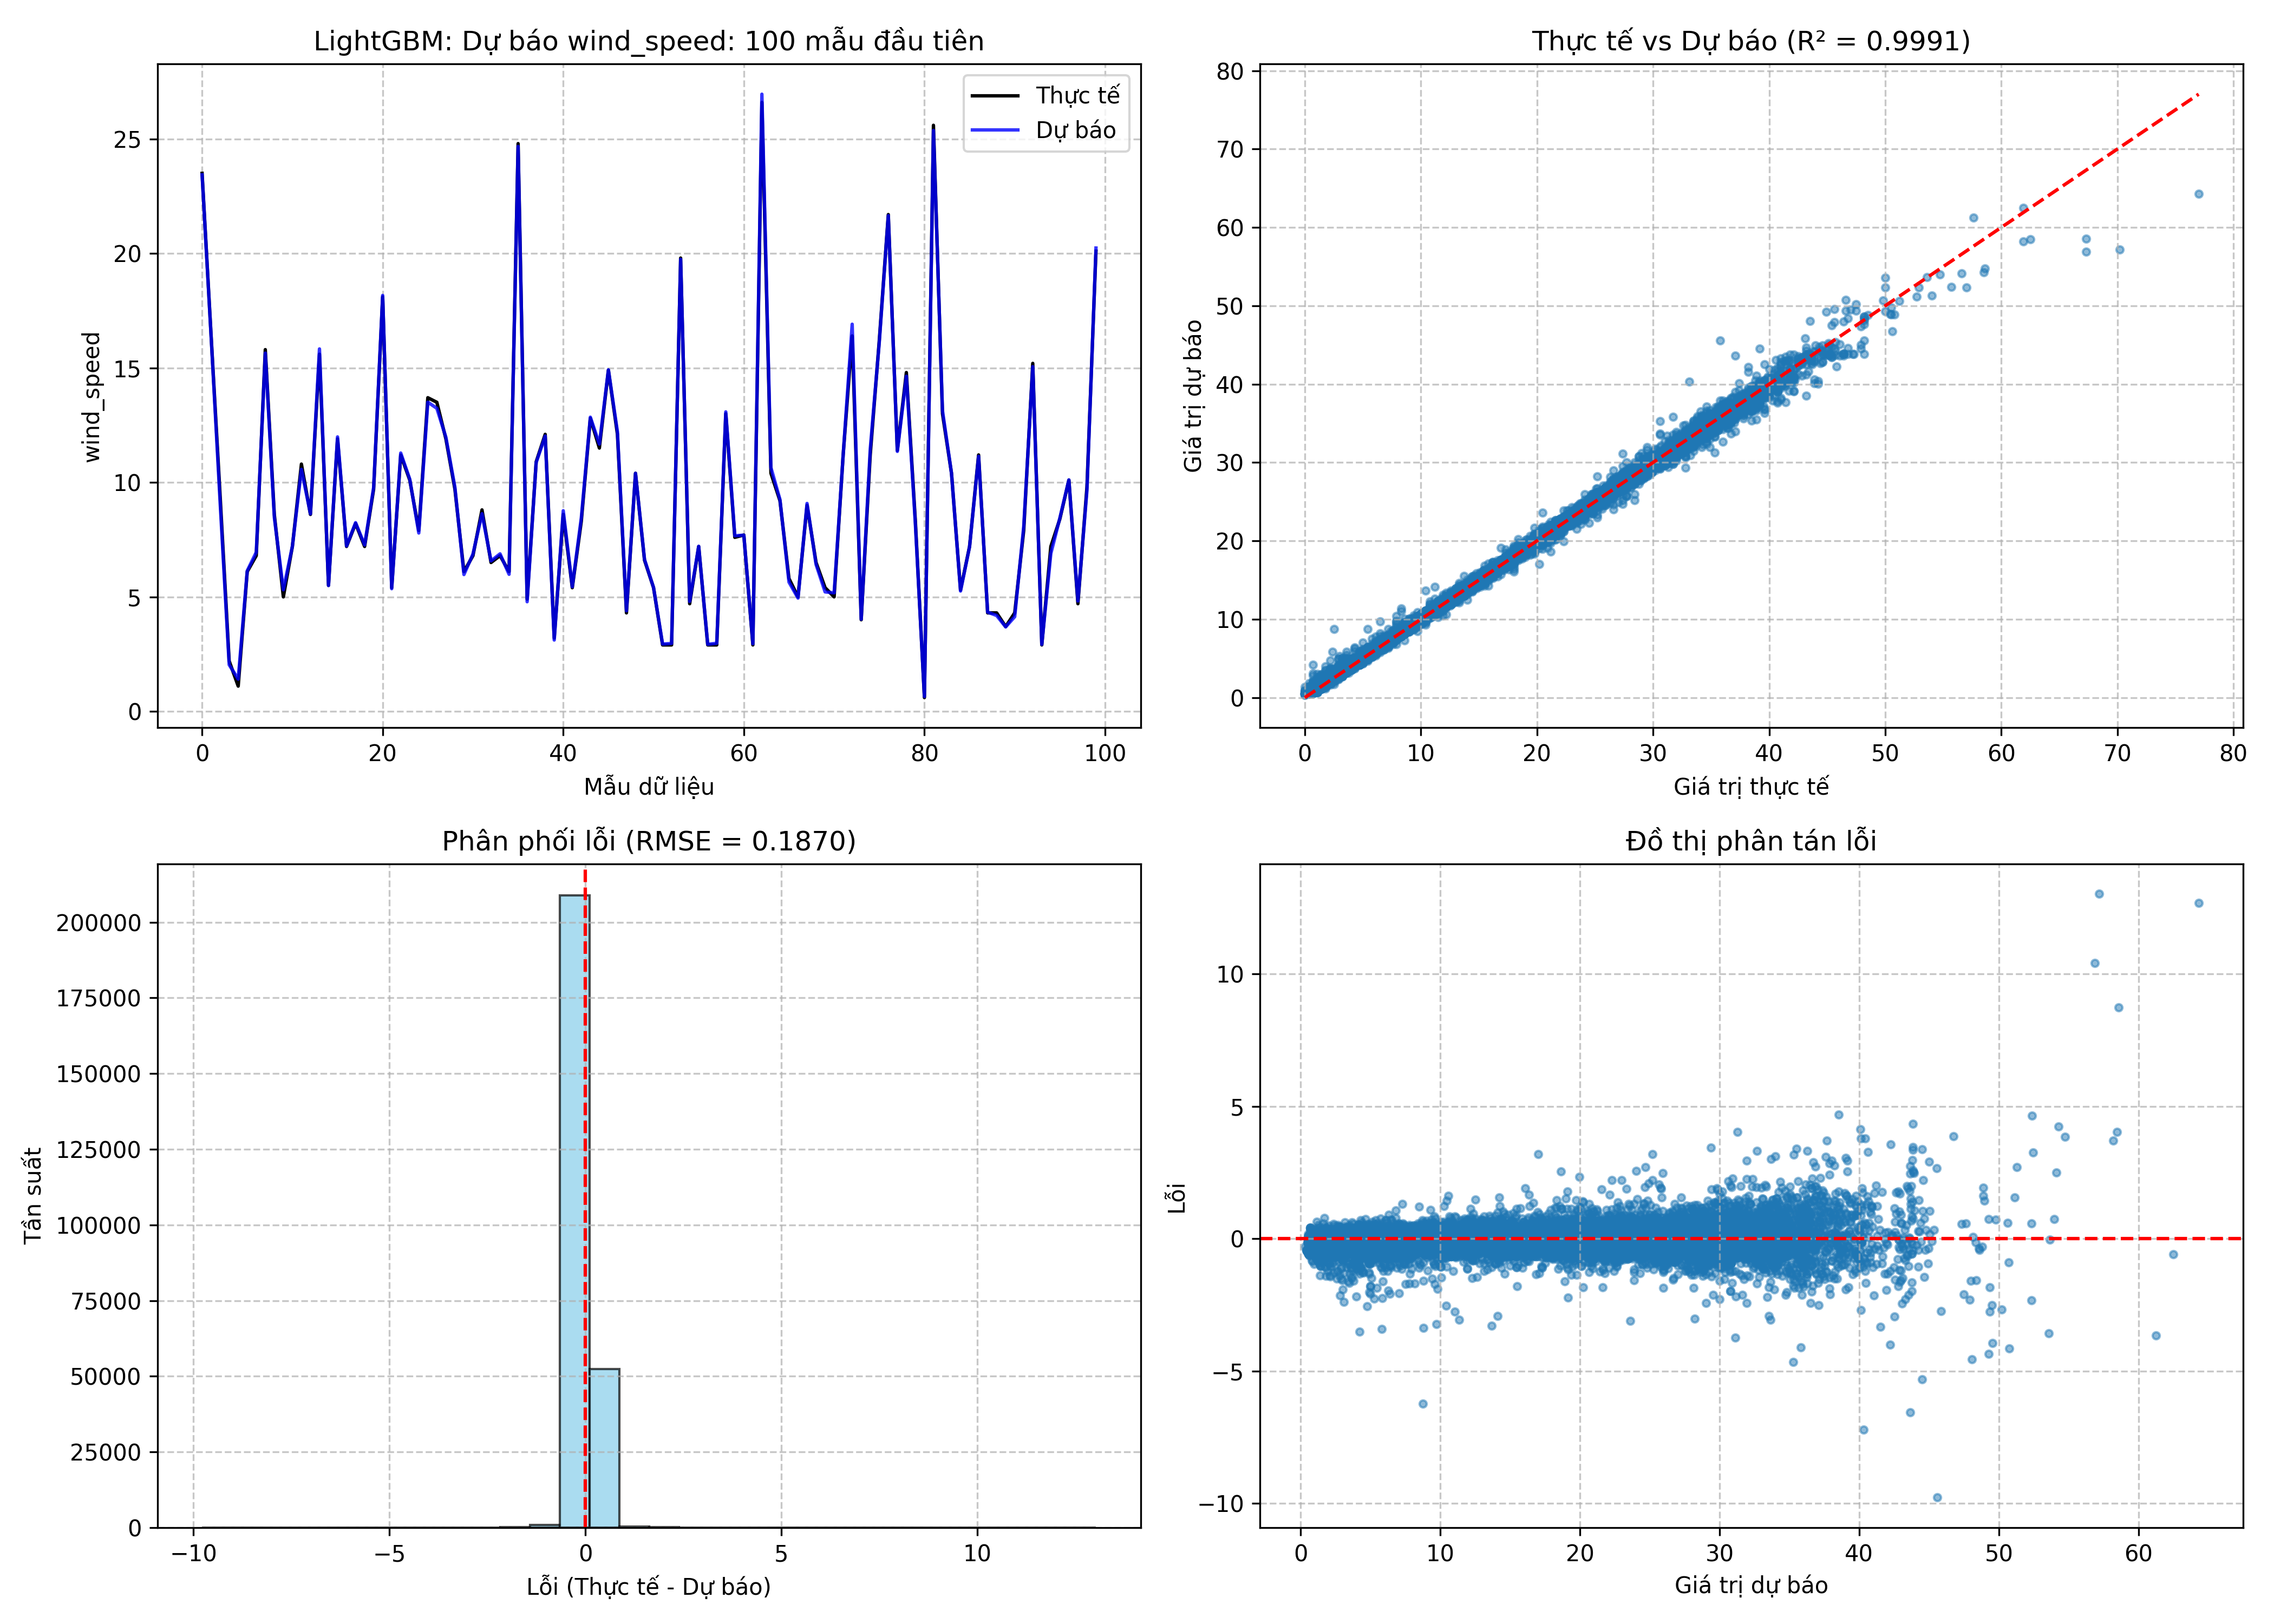 LightGBM: Dự báo wind_speed: 100 mẫu đầu tiên
wind_speed
25
20
15
10
5
0
0 20 40 60 80 100
Mẫu dữ liệu
Thực tế
Dự báo
Thực tế vs Dự báo (R² = 0.9991)
Giá trị dự báo
80
70
60
50
40
30
20
10
0
0 10 20 30 40 50 60 70 80
Giá trị thực tế
Phân phối lỗi (RMSE = 0.1870)
Tần suất
200000
175000
150000
125000
100000
75000
50000
25000
0
−10 −5 0 5 10
Lỗi (Thực tế - Dự báo)
Đồ thị phân tán lỗi
Lỗi
10
5
0
−5
−10
0 10 20 30 40 50 60
Giá trị dự báo